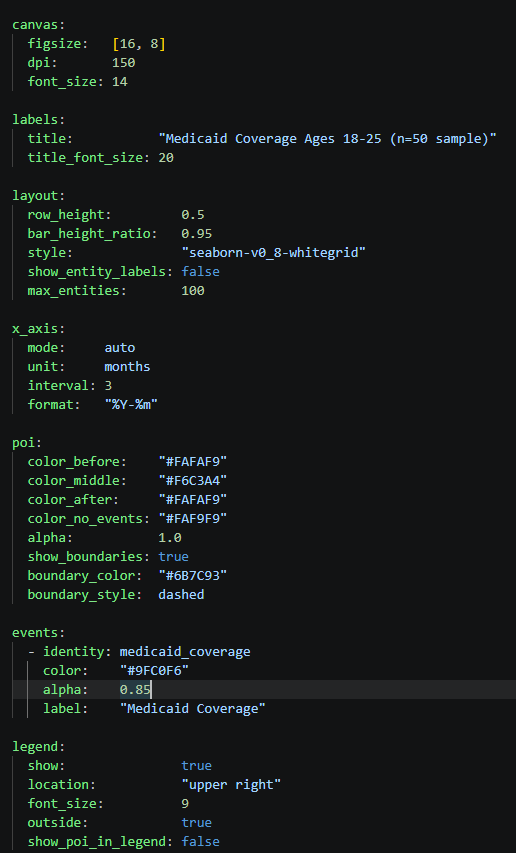 canvas:
  figsize:   [16, 8]
  dpi:       150
  font_size: 14

labels:
  title:           "Medicaid Coverage Ages 18-25 (n=50 sample)"
  title_font_size: 20

layout:
  row_height:         0.5
  bar_height_ratio:   0.95
  style:              "seaborn-v0_8-whitegrid"
  show_entity_labels: false
  max_entities:       100

x_axis:
  mode:     auto
  unit:     months
  interval: 3
  format:   "%Y-%m"

poi:
  color_before:    "#FAFAF9"
  color_middle:    "#F6C3A4"
  color_after:     "#FAFAF9"
  color_no_events: "#FAF9F9"
  alpha:           1.0
  show_boundaries: true
  boundary_color:  "#6B7C93"
  boundary_style:  dashed

events:
  - identity: medicaid_coverage
    color:    "#9FC0F6"
    alpha:    0.85
    label:    "Medicaid Coverage"

legend:
  show:               true
  location:           "upper right"
  font_size:          9
  outside:            true
  show_poi_in_legend: false